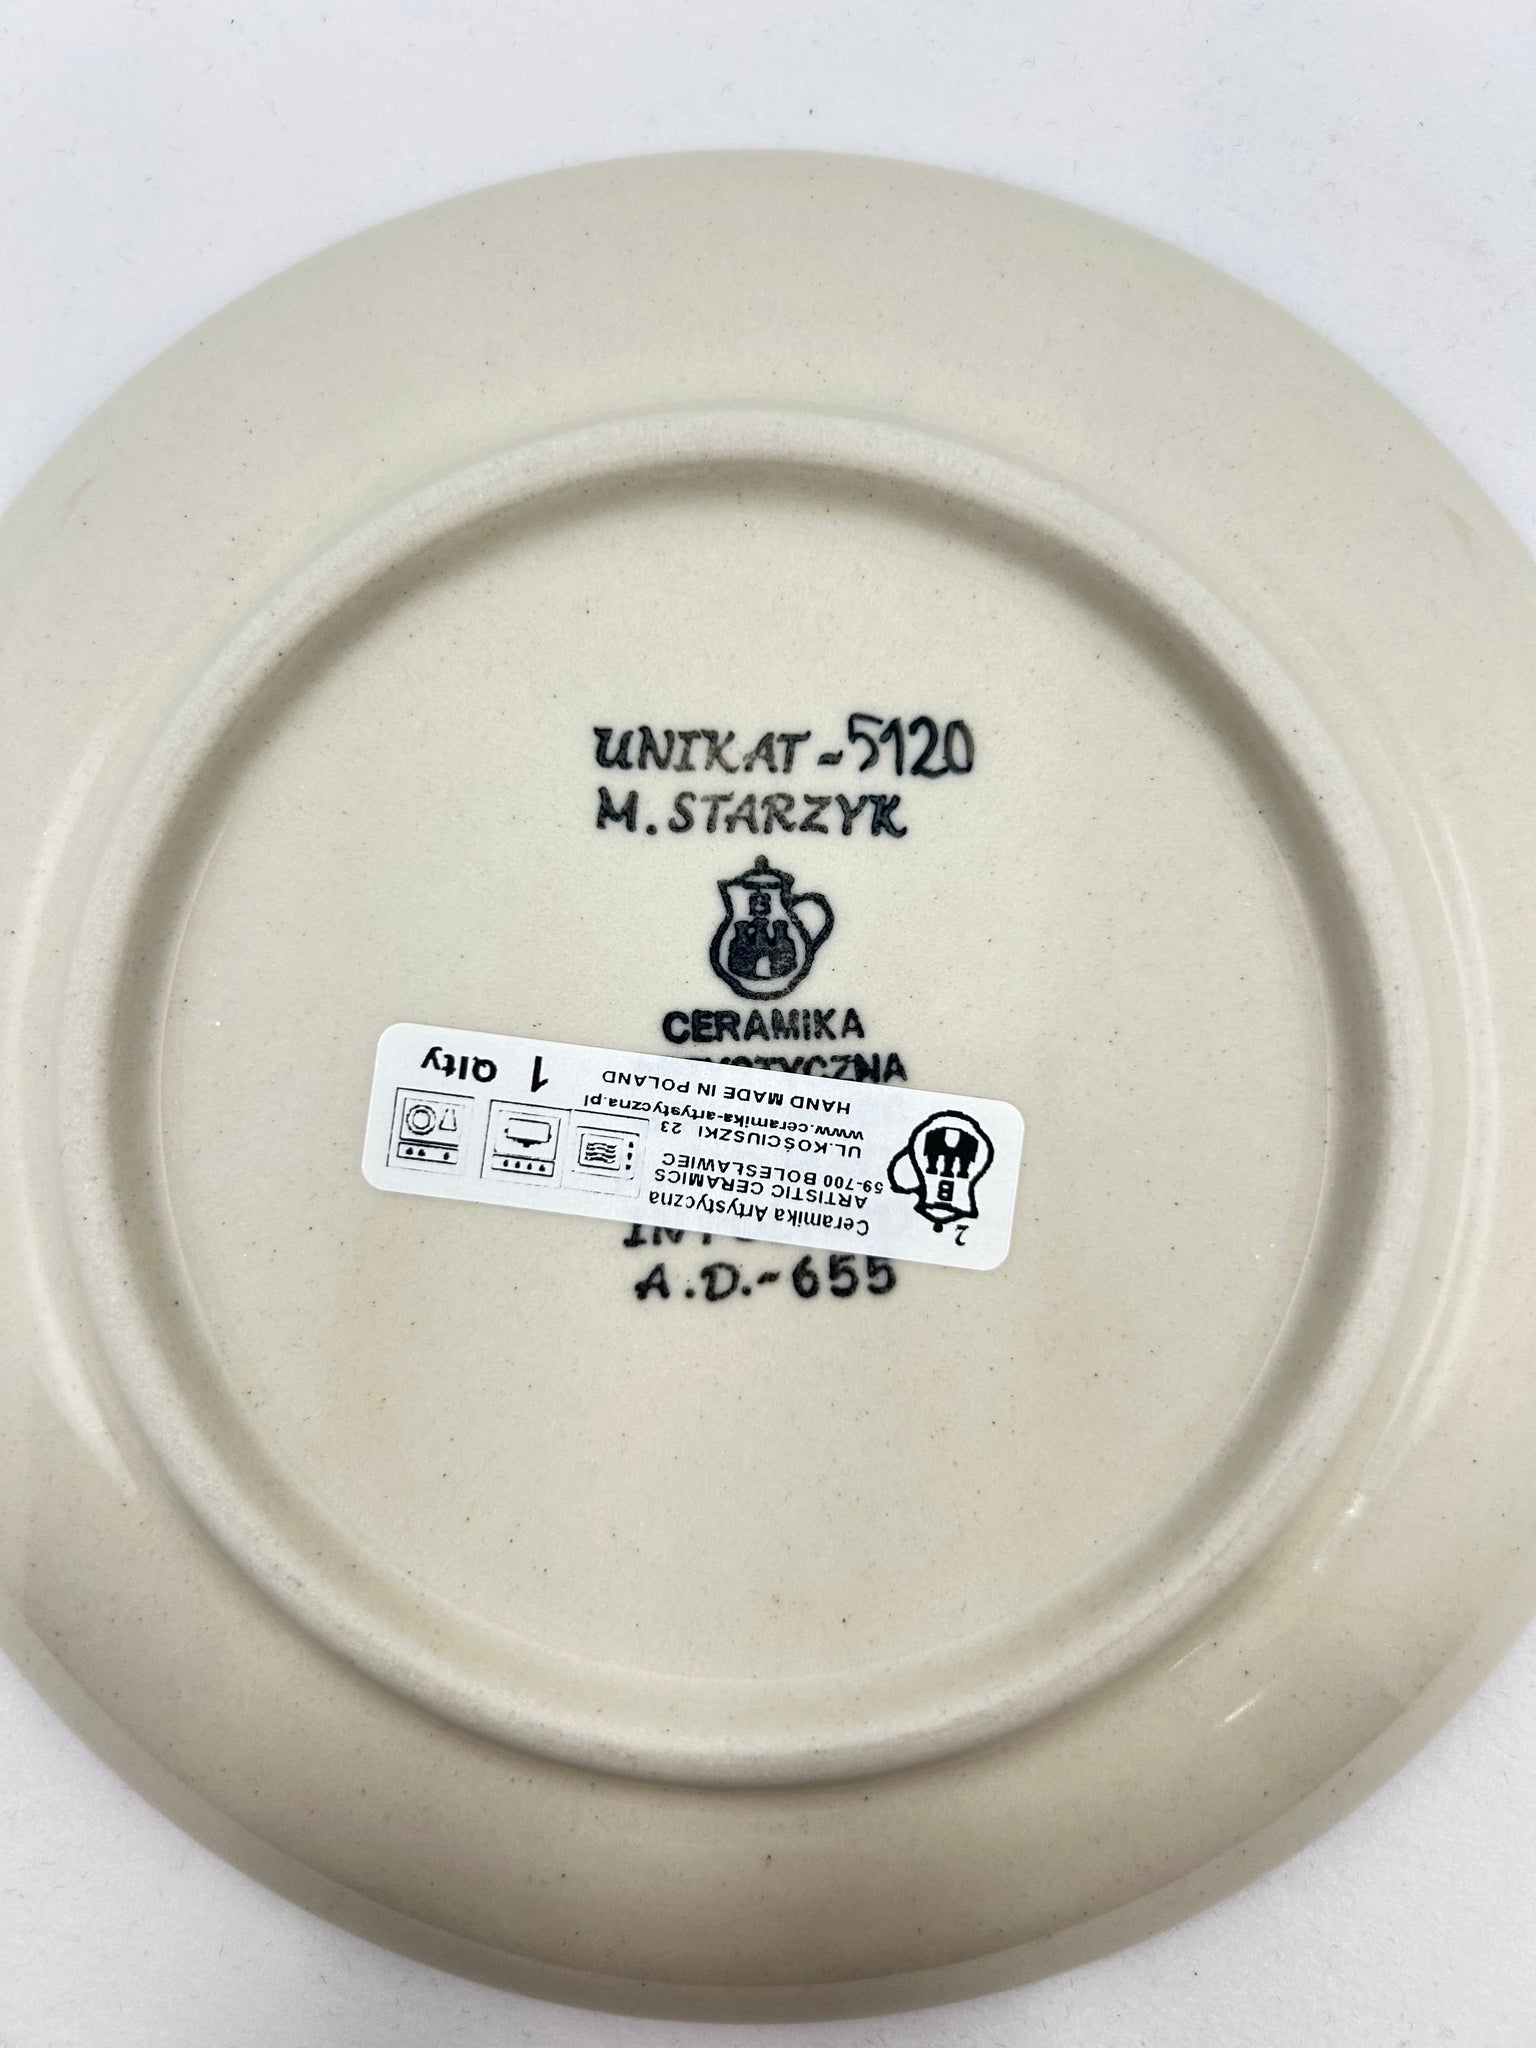 UNIKAT-5120
M. STARZYK
B
CERAMIKA
A.D.-655
Ceramika Artystyczna
ARTISTIC CERAMICS
59-700 BOLESŁAWIEC
UL.KOŚCIUSZKI 23
www.ceramika-artystyczna.pl
HAND MADE IN POLAND
1 Qlty
B
2